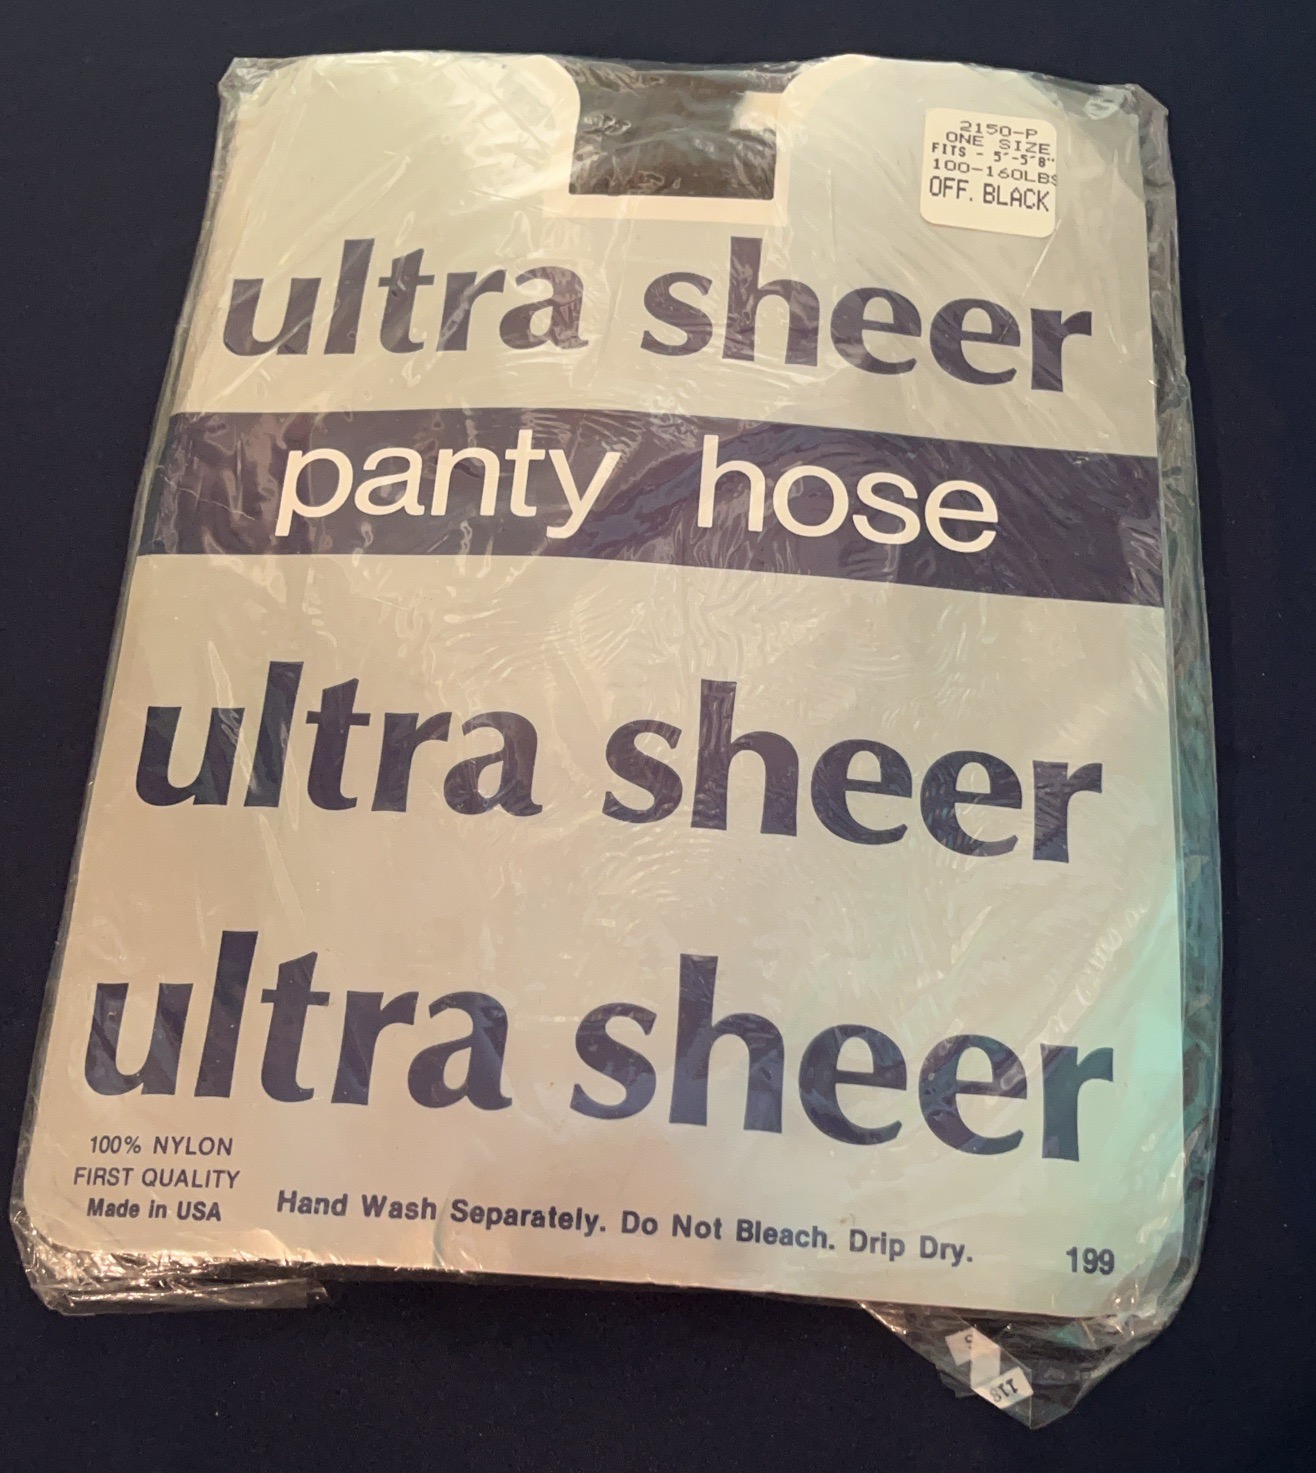 2150-P
ONE SIZE
FITS - 5'-5'8"
100-160LBS
OFF. BLACK
ultra sheer
panty hose
ultra sheer
ultra sheer
100% NYLON
FIRST QUALITY
Made in USA
Hand Wash Separately. Do Not Bleach. Drip Dry.
199
118